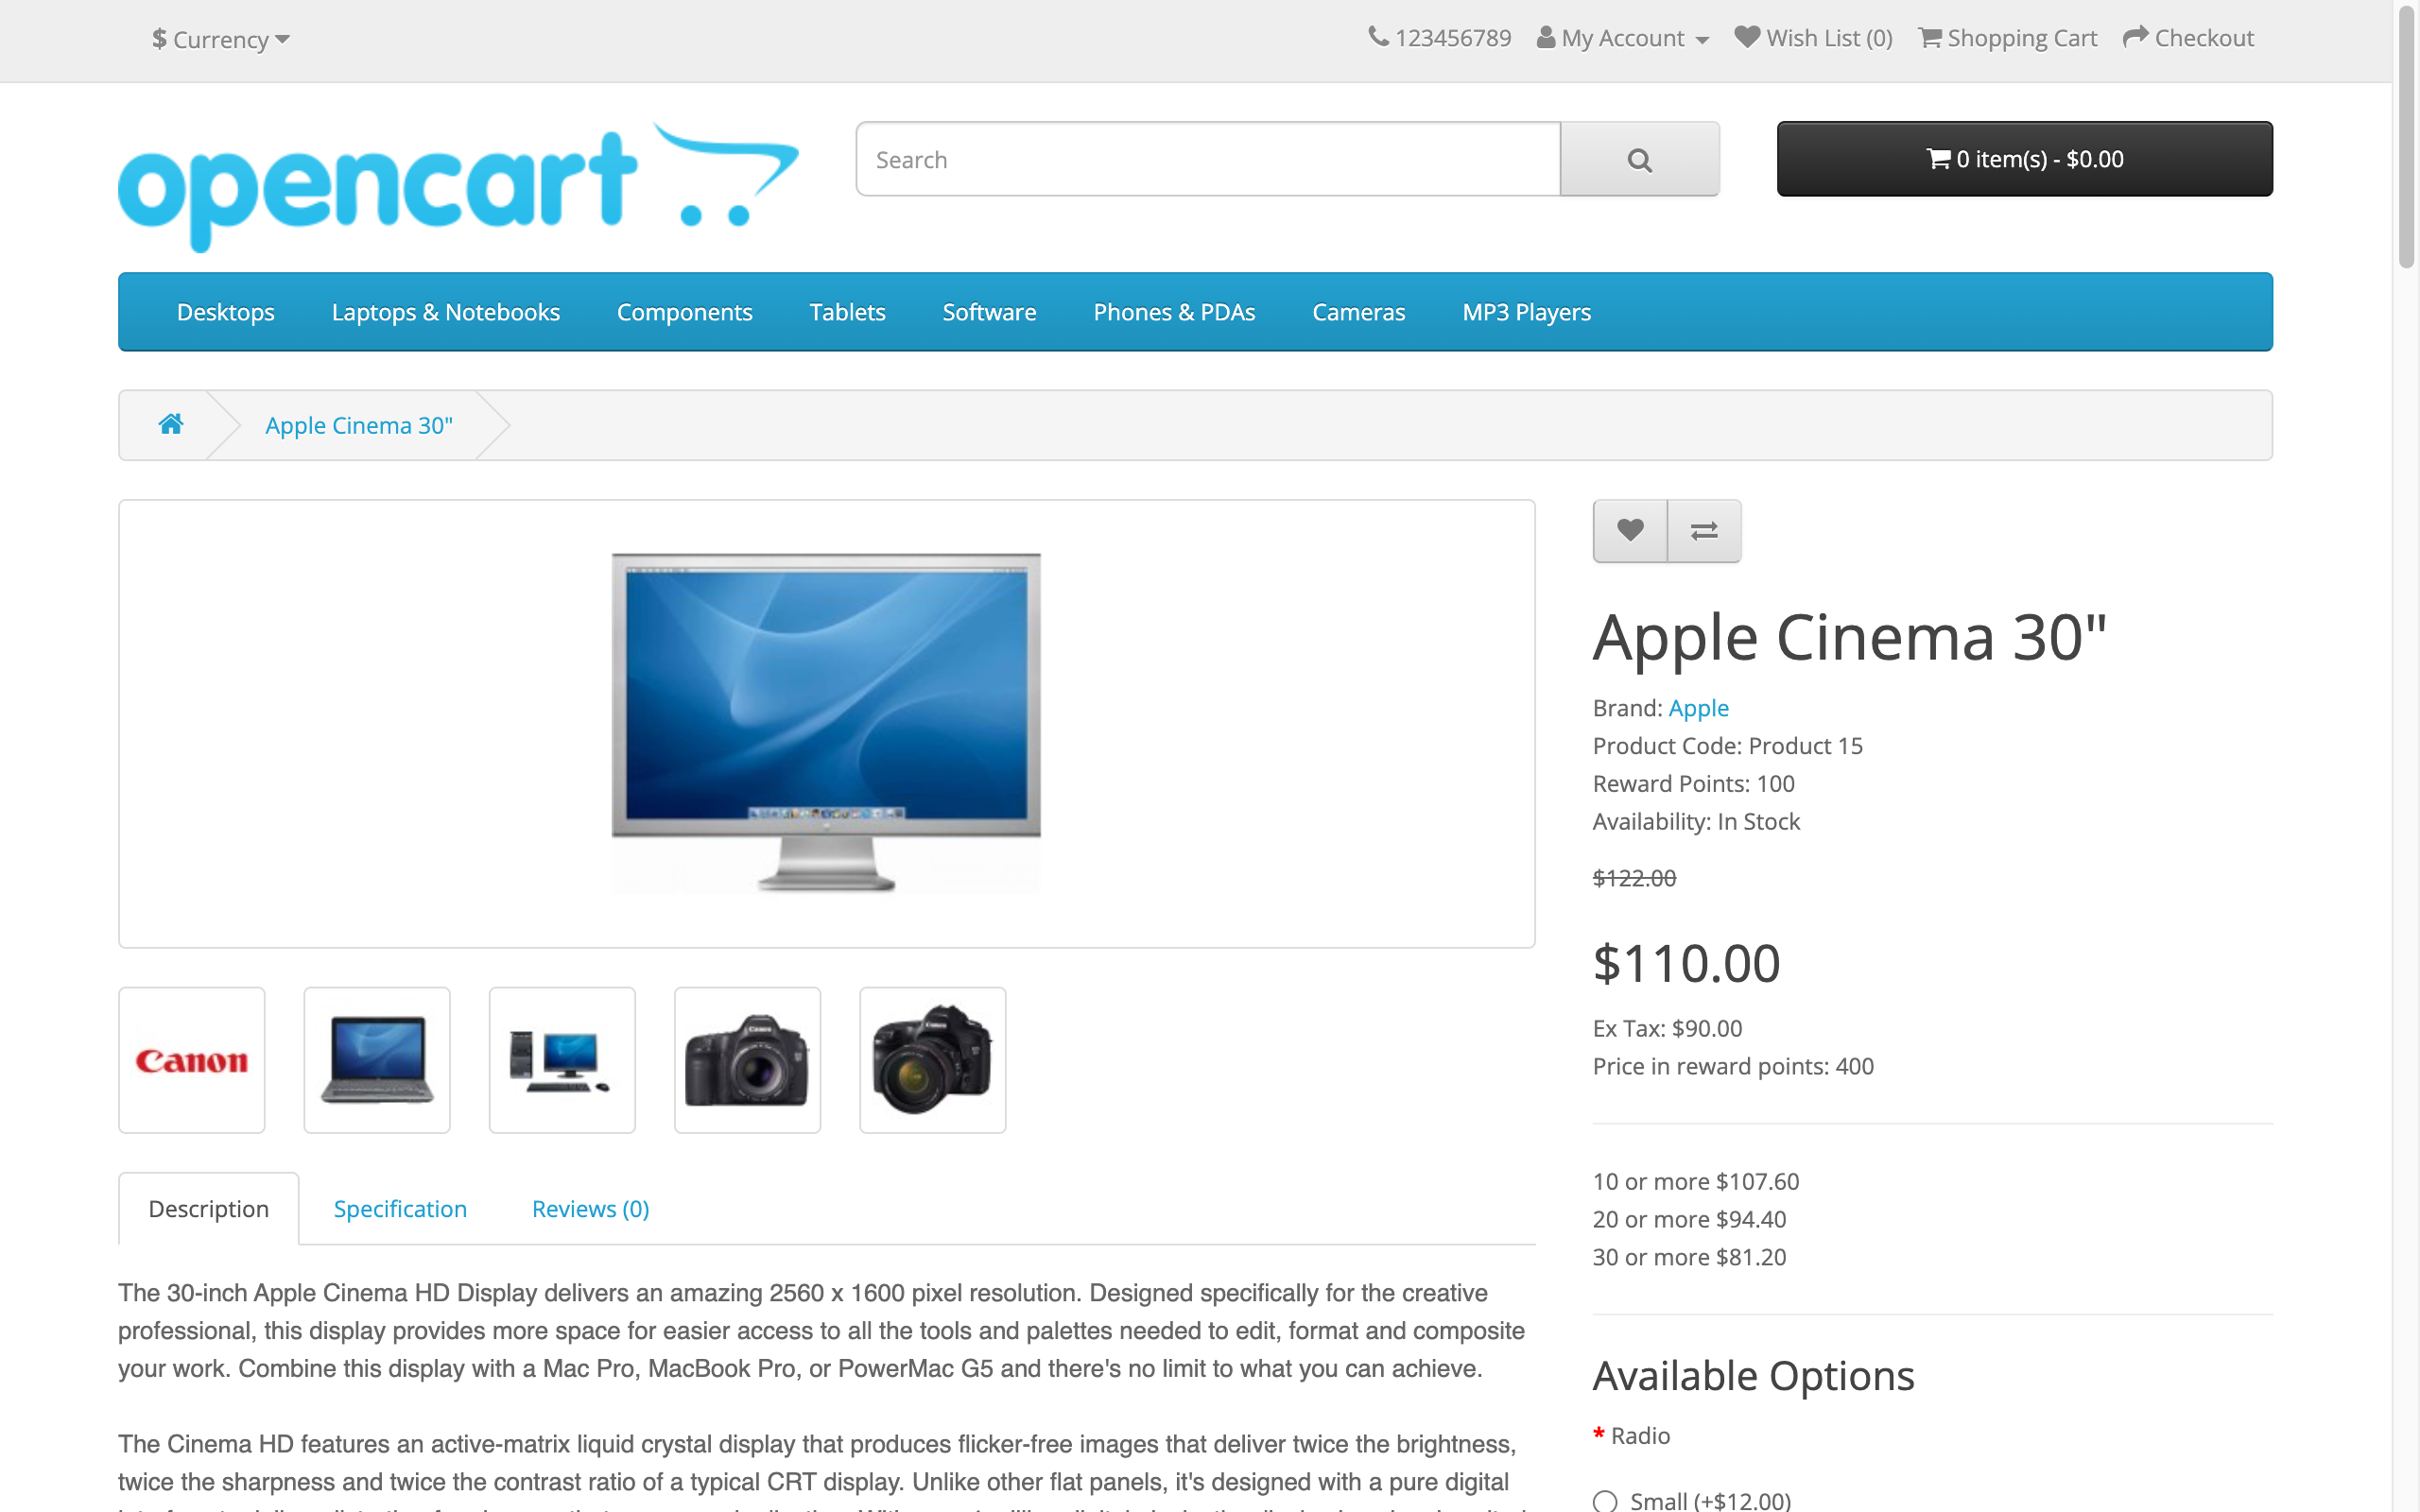 $ Currency
123456789 My Account Wish List (0) Shopping Cart Checkout
opencart
Search
0 item(s) - $0.00
Desktops Laptops & Notebooks Components Tablets Software Phones & PDAs Cameras MP3 Players
Apple Cinema 30"
Apple Cinema 30"
Brand: Apple
Product Code: Product 15
Reward Points: 100
Availability: In Stock
$122.00
$110.00
Ex Tax: $90.00
Price in reward points: 400
10 or more $107.60
20 or more $94.40
30 or more $81.20
Available Options
* Radio
Small (+$12.00)
Canon
Canon
Canon
Description Specification Reviews (0)
The 30-inch Apple Cinema HD Display delivers an amazing 2560 x 1600 pixel resolution. Designed specifically for the creative
professional, this display provides more space for easier access to all the tools and palettes needed to edit, format and composite
your work. Combine this display with a Mac Pro, MacBook Pro, or PowerMac G5 and there's no limit to what you can achieve.
The Cinema HD features an active-matrix liquid crystal display that produces flicker-free images that deliver twice the brightness,
twice the sharpness and twice the contrast ratio of a typical CRT display. Unlike other flat panels, it's designed with a pure digital